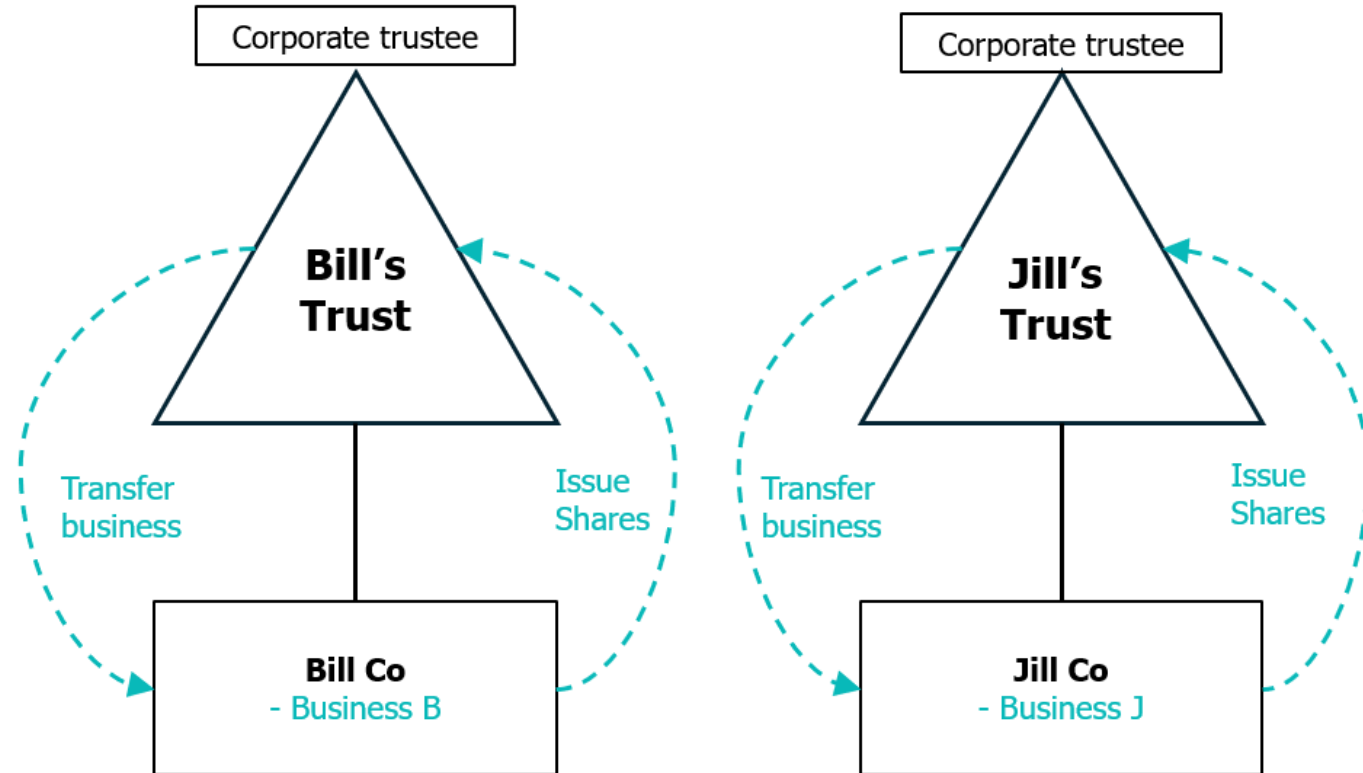 Corporate trustee
Bill's
Trust
Transfer
business
Issue
Shares
Bill Co
- Business B
Corporate trustee
Jill's
Trust
Transfer
business
Issue
Shares
Jill Co
- Business J